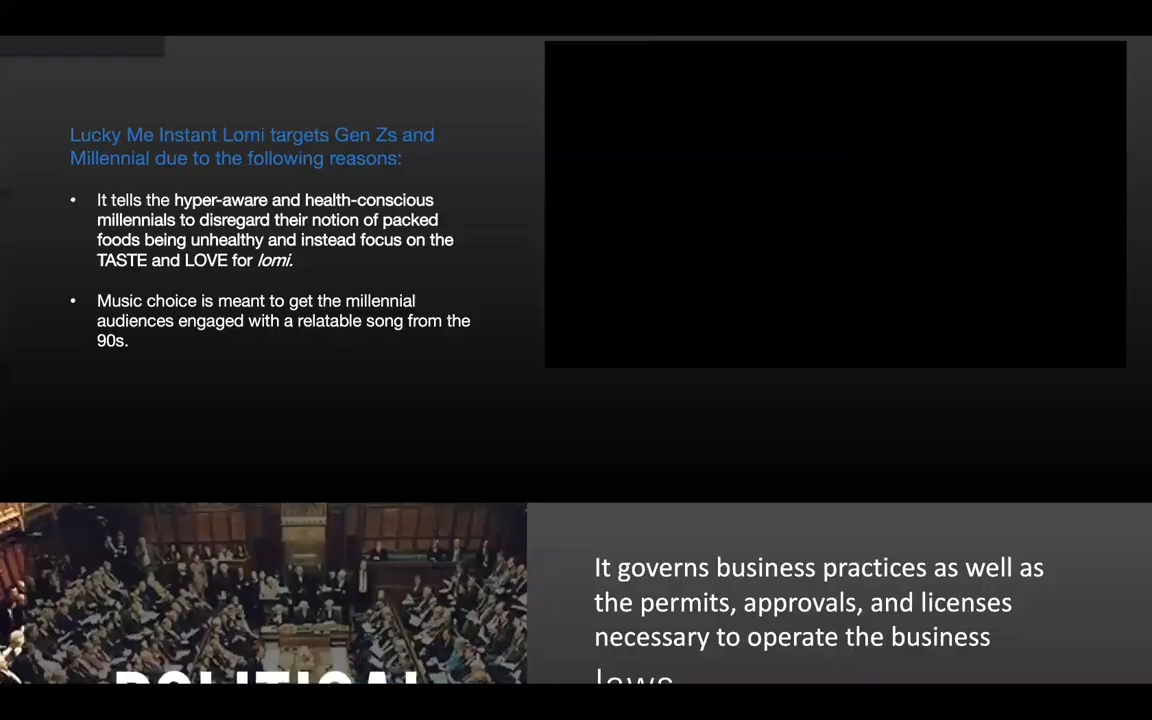 Lucky Me Instant Lomi targets Gen Zs and
Millennial due to the following reasons:
• It tells the hyper-aware and health-conscious
millennials to disregard their notion of packed
foods being unhealthy and instead focus on the
TASTE and LOVE for lomi.
• Music choice is meant to get the millennial
audiences engaged with a relatable song from the
90s.
POLITICAL
It governs business practices as well as
the permits, approvals, and licenses
necessary to operate the business
laws